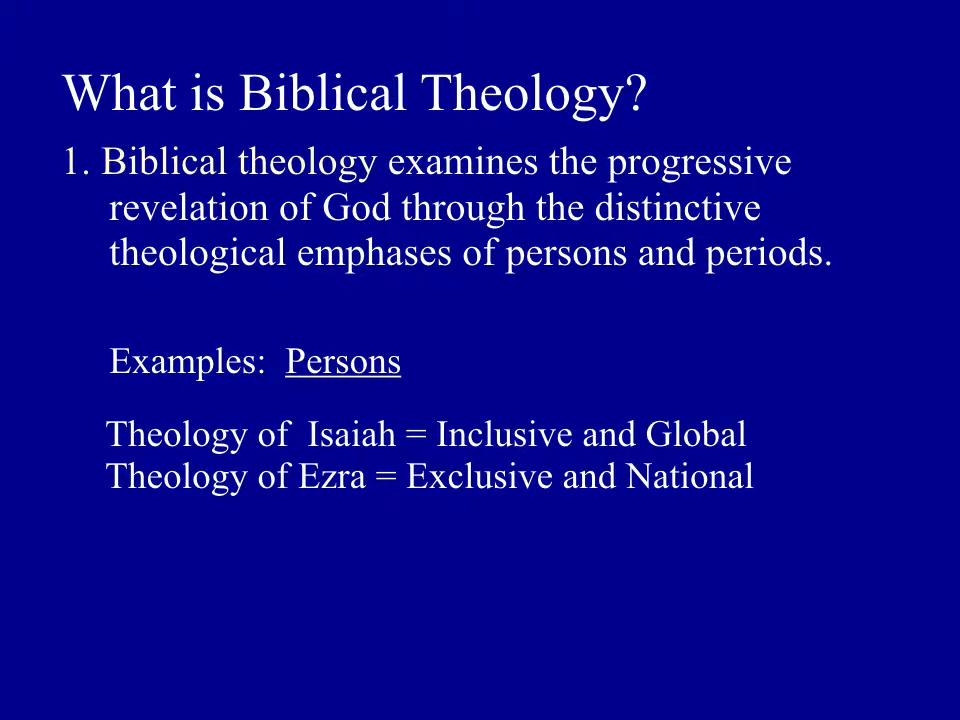 What is Biblical Theology?
1. Biblical theology examines the progressive
revelation of God through the distinctive
theological emphases of persons and periods.
Examples: Persons
Theology of Isaiah = Inclusive and Global
Theology of Ezra = Exclusive and National